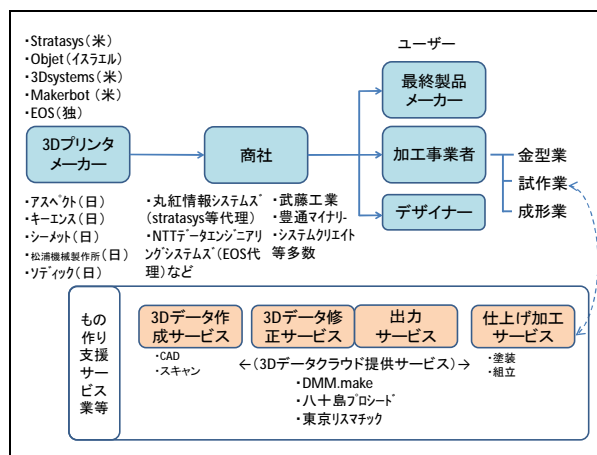 ・Stratasys(米)
・Objet(ｲｽﾗｴﾙ)
・3Dsystems(米)
・Makerbot (米)
・EOS(独)
3Dプリンタ
メーカー
・ｱｽﾍﾟｸﾄ(日)
・ｷｰｴﾝｽ(日)
・ｼｰﾒｯﾄ(日)
・松浦機械製作所(日)
・ｿﾃﾞｨｯｸ(日)
商社
・丸紅情報ｼｽﾃﾑｽﾞ
(stratasys等代理)
・NTTﾃﾞｰﾀｴﾝｼﾞﾆｱﾘ
ﾝｸﾞｼｽﾃﾑｽﾞ(EOS代
理)など
・武藤工業
・豊通マイナリｰ
・ｼｽﾃﾑｸﾘｴｲﾄ
等多数
ユーザー
最終製品
メーカー
加工事業者
デザイナー
金型業
試作業
成形業
もの
作り
支援
サー
ビス
業等
3Dデータ作
成サービス
・CAD
・ｽｷｬﾝ
3Dデータ修
正サービス
出力
サービス
仕上げ加工
サービス
・塗装
・組立
←(3Dデータクラウド提供サービス)→
・DMM.make
・八十島ﾌﾟﾛｼｰﾄﾞ
・東京ﾘｽﾏﾁｯｸ